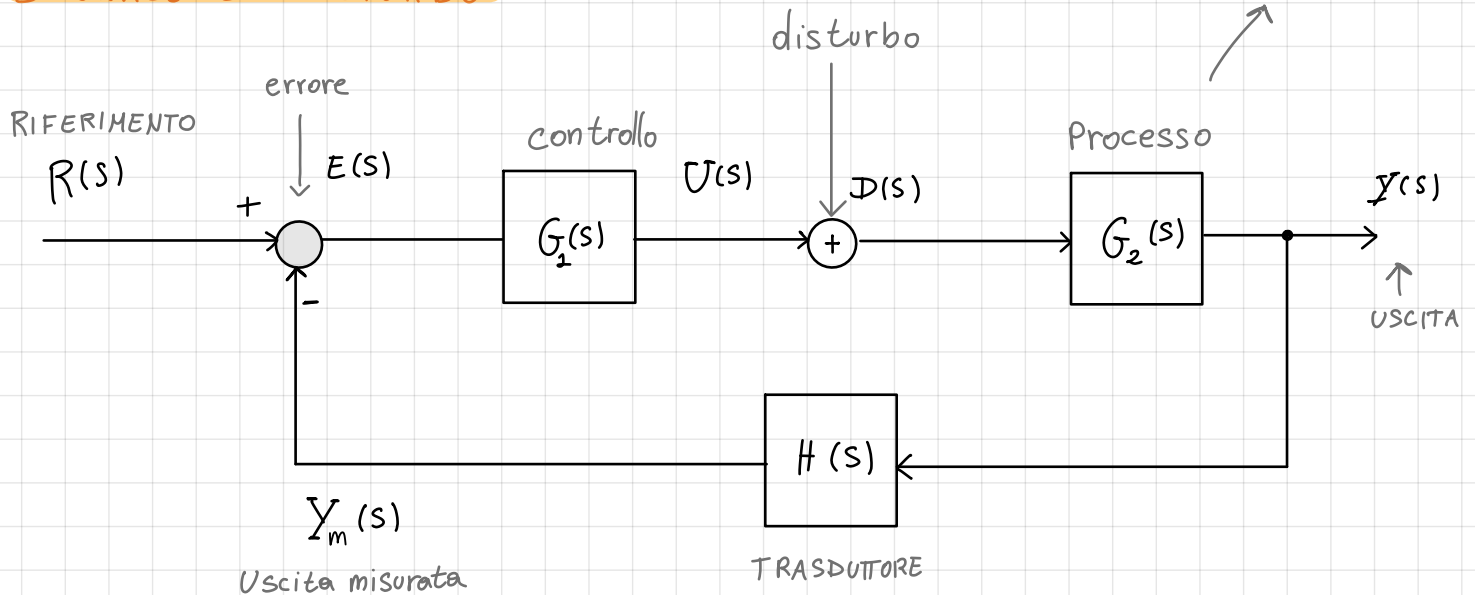 disturbo
errore
RIFERIMENTO
controllo
Processo
R(s)
E(s)
U(s)
D(s)
Y(s)
+
G1(s)
+
G2(s)
-
USCITA
H(s)
Ym(s)
TRASDUTTORE
Uscita misurata